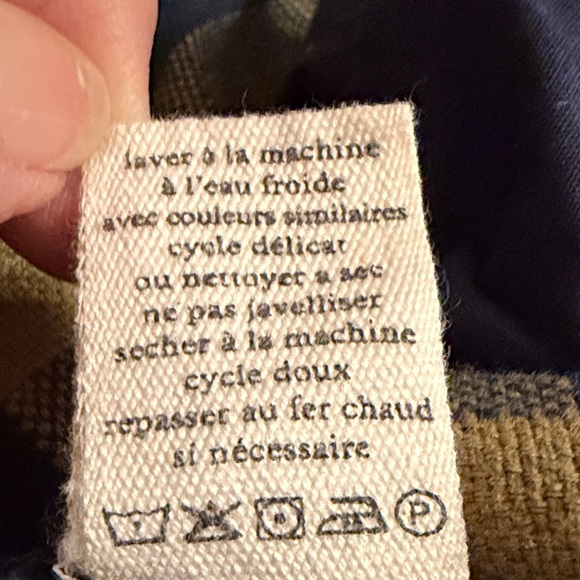 laver à la machine
à l'eau froide
avec couleurs similaires
cycle délicat
ou nettoyer a sec
ne pas javelliser
secher à la machine
cycle doux
repasser au fer chaud
si nécessaire
P